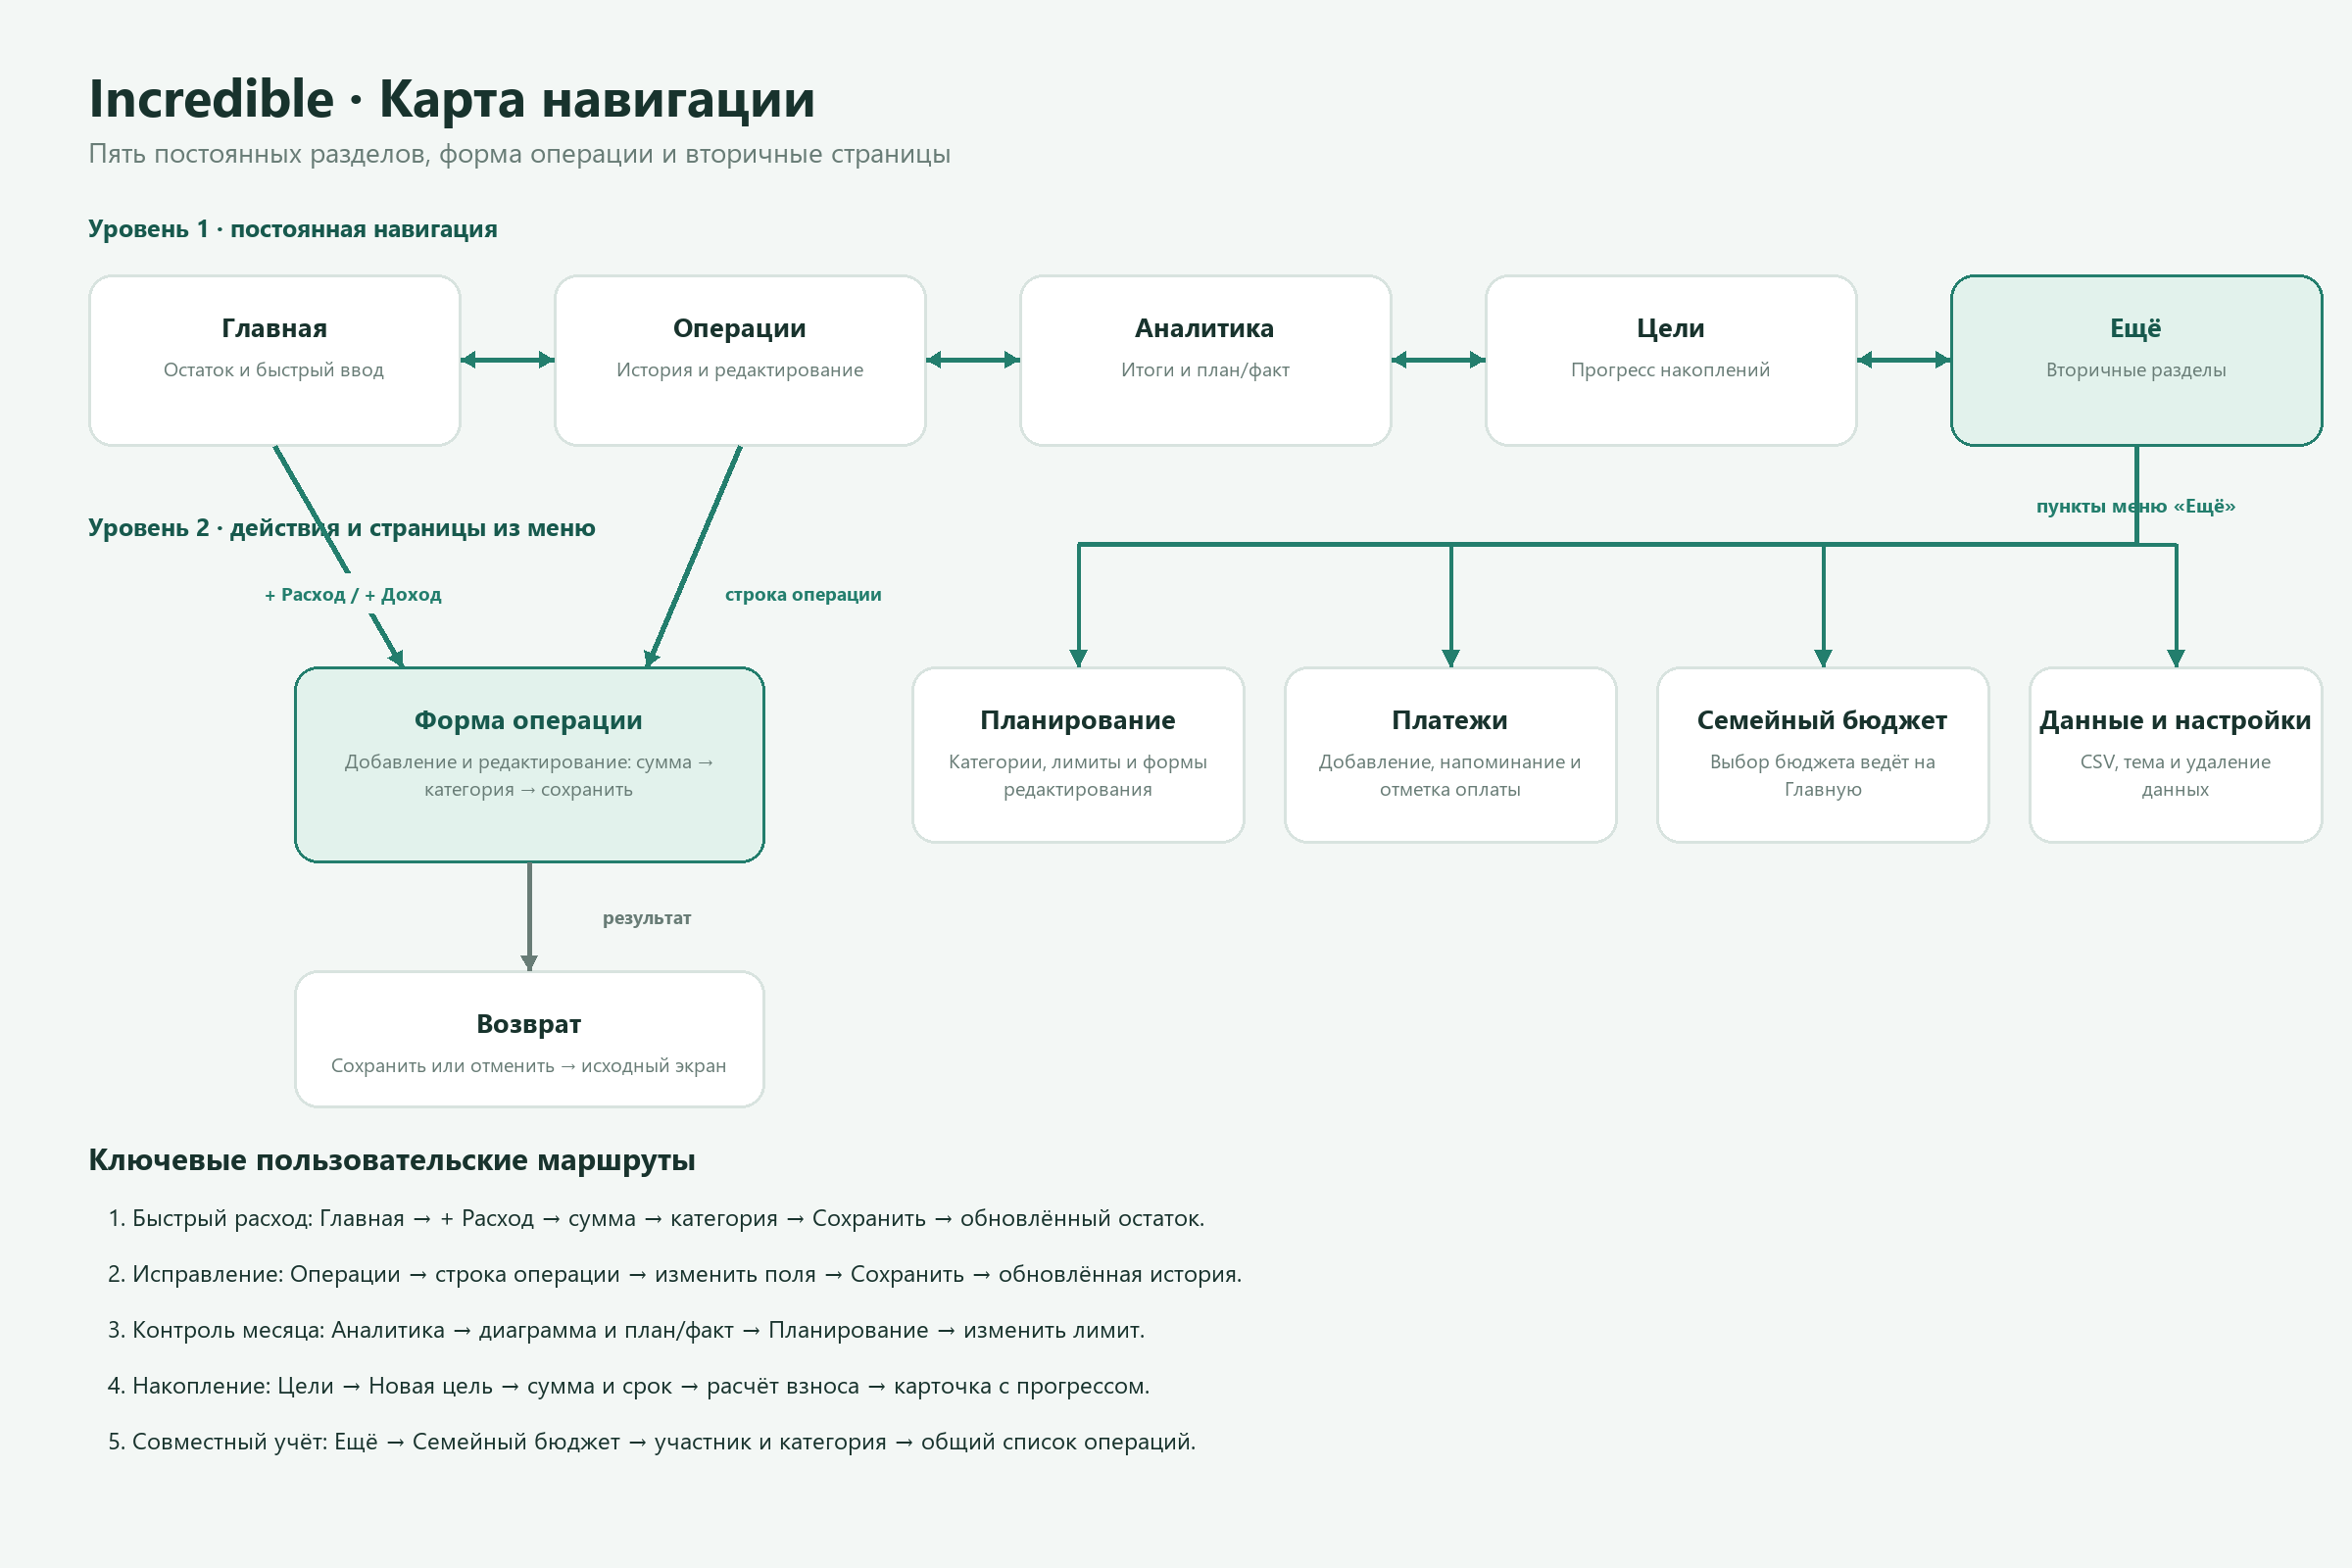 Incredible · Карта навигации
Пять постоянных разделов, форма операции и вторичные страницы
Уровень 1 · постоянная навигация
Главная
Остаток и быстрый ввод
Операции
История и редактирование
Аналитика
Итоги и план/факт
Цели
Прогресс накоплений
Ещё
Вторичные разделы
пункты меню «Ещё»
Уровень 2 · действия и страницы из меню
+ Расход / + Доход
строка операции
Форма операции
Добавление и редактирование: сумма →
категория → сохранить
Планирование
Категории, лимиты и формы
редактирования
Платежи
Добавление, напоминание и
отметка оплаты
Семейный бюджет
Выбор бюджета ведёт на
Главную
Данные и настройки
CSV, тема и удаление
данных
результат
Возврат
Сохранить или отменить → исходный экран
Ключевые пользовательские маршруты
1. Быстрый расход: Главная → + Расход → сумма → категория → Сохранить → обновлённый остаток.
2. Исправление: Операции → строка операции → изменить поля → Сохранить → обновлённая история.
3. Контроль месяца: Аналитика → диаграмма и план/факт → Планирование → изменить лимит.
4. Накопление: Цели → Новая цель → сумма и срок → расчёт взноса → карточка с прогрессом.
5. Совместный учёт: Ещё → Семейный бюджет → участник и категория → общий список операций.